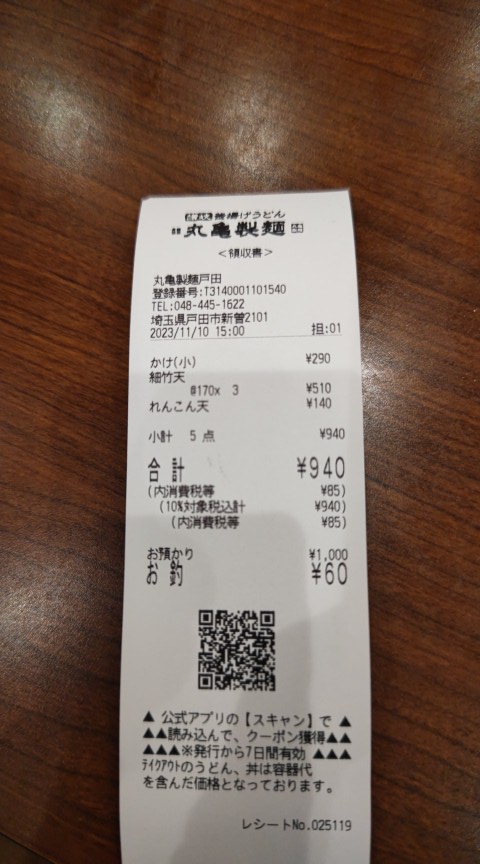 釜揚げうどん
丸亀製麺
<領収書>
丸亀製麺戸田
登録番号:T3140001101540
TEL:048-445-1622
埼玉県戸田市新曽2101
2023/11/10 15:00 担:01
かけ(小) ¥290
細竹天
@170x 3 ¥510
れんこん天 ¥140
小計 5 点 ¥940
合 計 ¥940
(内消費税等 ¥85)
(10%対象税込計 ¥940)
(内消費税等 ¥85)
お預かり ¥1,000
お 釣 ¥60
▲ 公式アプリの【スキャン】で ▲
▲▲読み込んで、クーポン獲得▲▲
▲▲▲※発行から7日間有効 ▲▲▲
テイクアウトのうどん、丼は容器代
を含んだ価格となっております。
レシートNo.025119